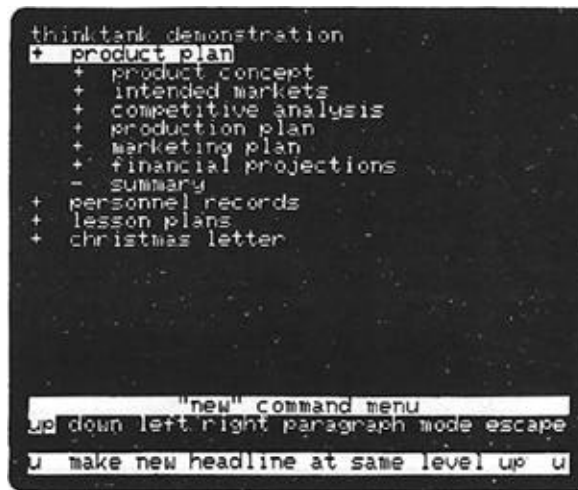 thinktank demonstration
+ product plan
+ product concept
+ intended markets
+ competitive analysis
+ production plan
+ marketing plan
+ financial projections
- summary
+ personnel records
+ lesson plans
+ christmas letter
"new" command menu
up down left right paragraph mode escape
u make new headline at same level up u